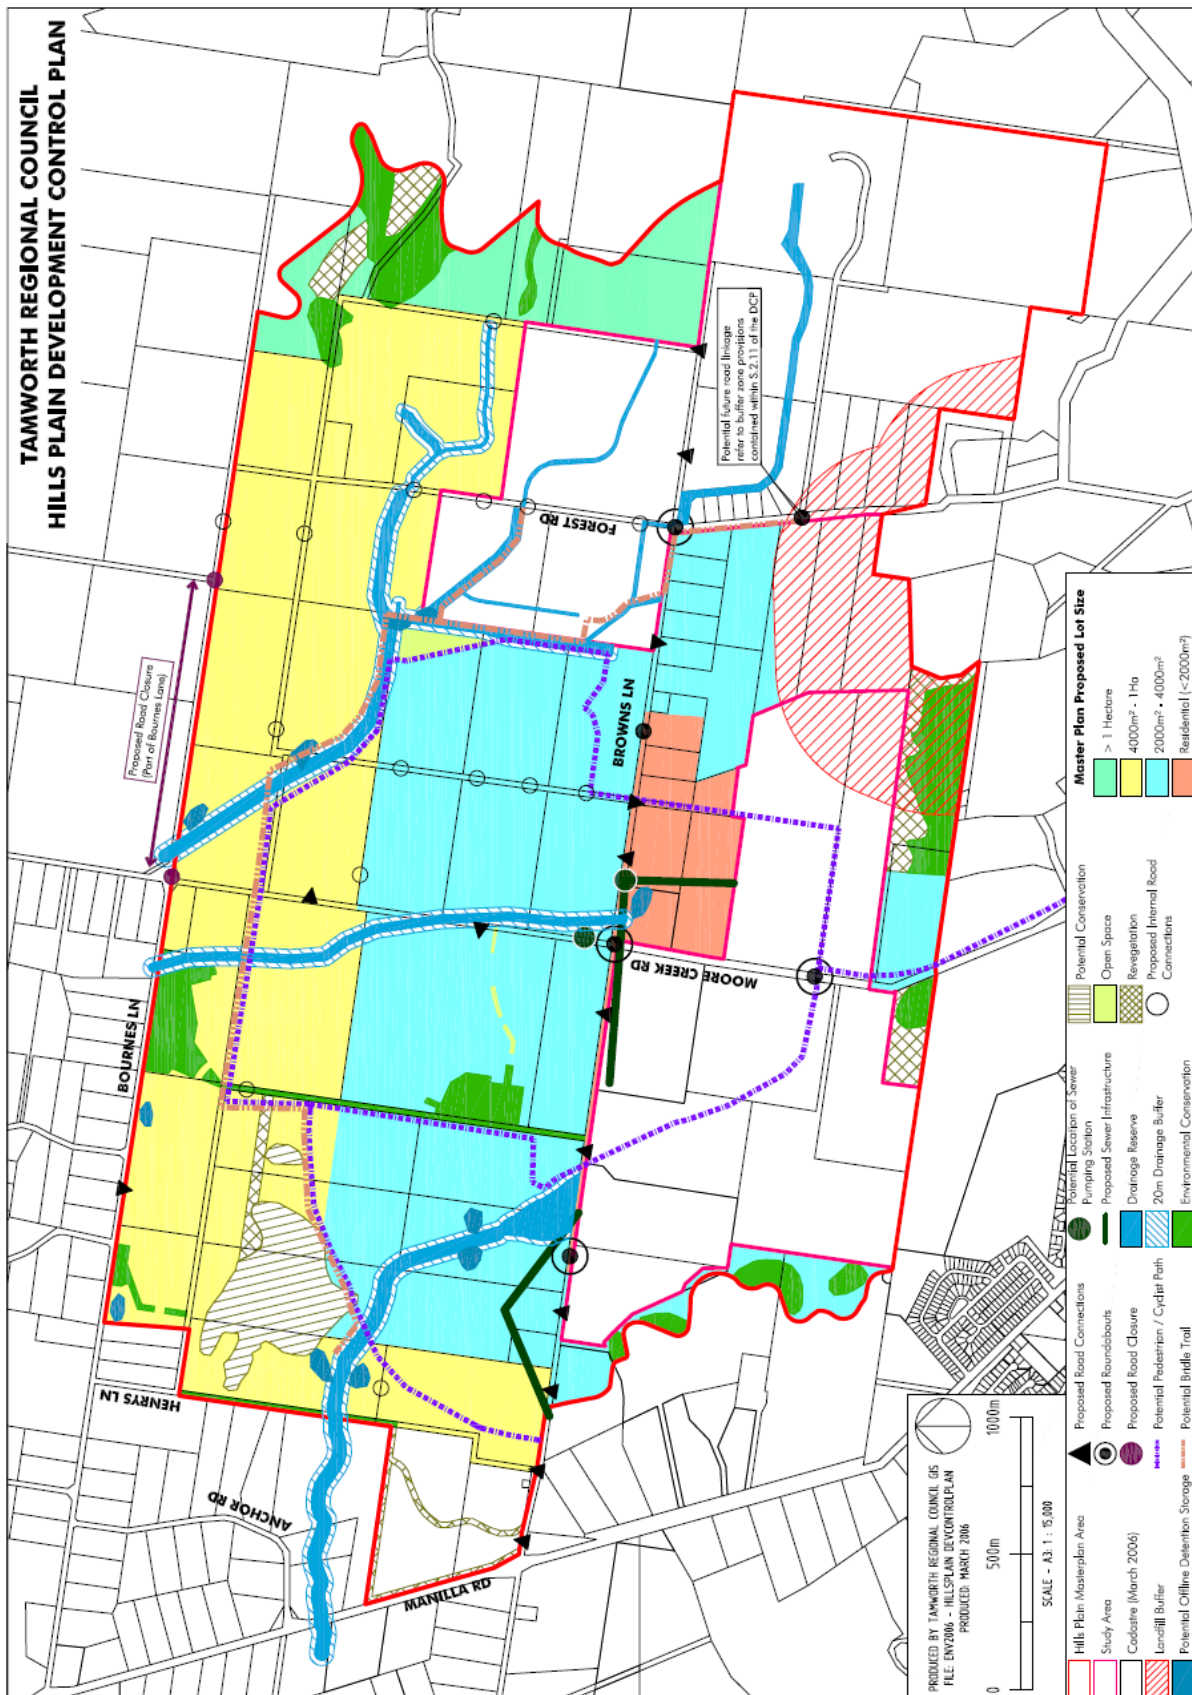 TAMWORTH REGIONAL COUNCIL
HILLS PLAIN DEVELOPMENT CONTROL PLAN
Proposed Road Closure
(Part of Bournes Lane)
Potential future road linkage
refer to buffer zone provisions
contained within S.2.11 of the DCP
FOREST RD
BROWNS LN
MOORE CREEK RD
BOURNES LN
HENRYS LN
ANCHOR RD
MANILLA RD
PRODUCED BY TAMWORTH REGIONAL COUNCIL GIS
FILE: ENV2006 - HILLSPLAIN DEVCONTROLPLAN
PRODUCED: MARCH 2006
0
500m
1000m
SCALE - A3: 1 : 15,000
Hills Plain Masterplan Area
Study Area
Cadastre (March 2006)
Landfill Buffer
Potential Offline Detention Storage
Proposed Road Connections
Proposed Roundabouts
Proposed Road Closure
Potential Pedestrian / Cyclist Path
Potential Bridle Trail
Potential Location of Sewer
Pumping Station
Proposed Sewer Infrastructure
Drainage Reserve
20m Drainage Buffer
Environmental Conservation
Potential Conservation
Open Space
Revegetation
Proposed Internal Road
Connections
Master Plan Proposed Lot Size
> 1 Hectare
4000m² - 1Ha
2000m² - 4000m²
Residential (<2000m²)